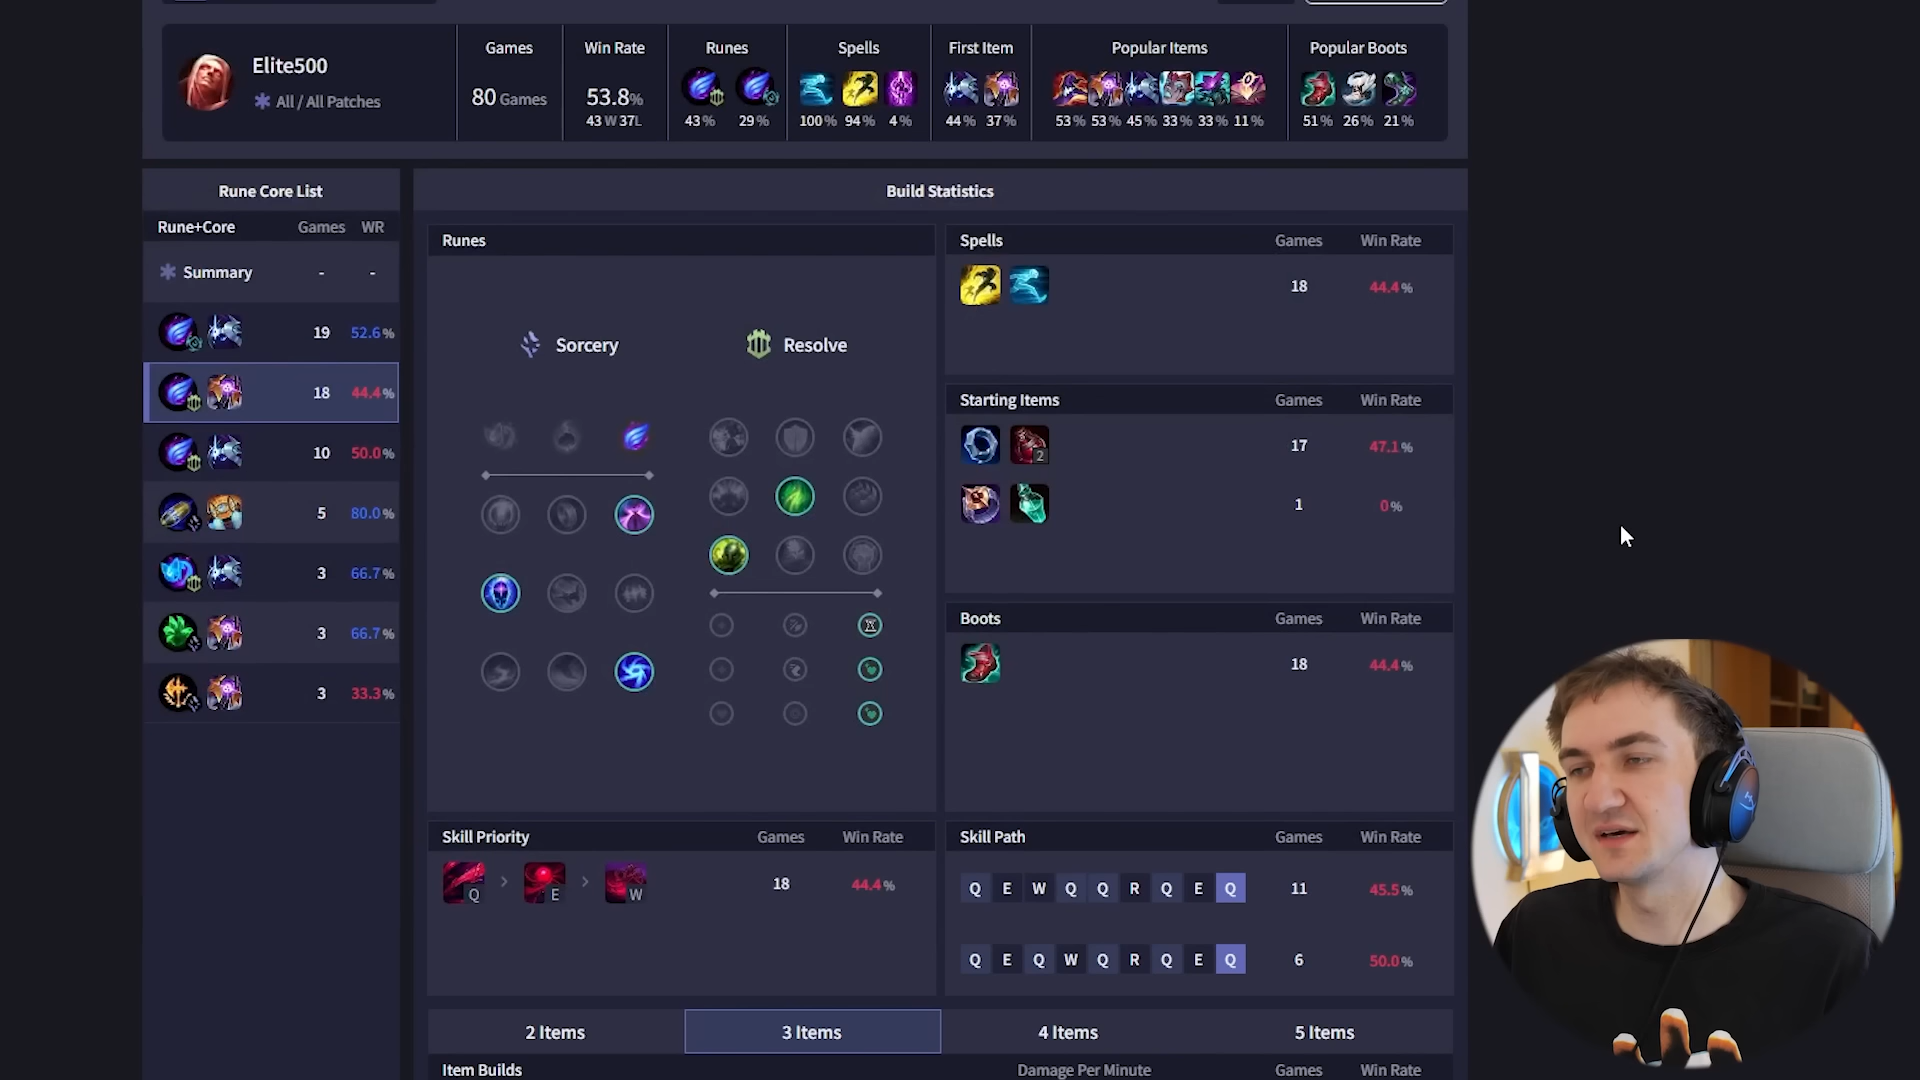 Elite500
All / All Patches
Games
80 Games
Win Rate
53.8%
43 W 37L
Runes
43 % 29 %
Spells
100 % 94 % 4 %
First Item
44 % 37 %
Popular Items
53 % 53 % 45 % 33 % 33 % 11 %
Popular Boots
51 % 26 % 21 %
Rune Core List
Rune+Core Games WR
Summary - -
19 52.6 %
18 44.4 %
10 50.0 %
5 80.0 %
3 66.7 %
3 66.7 %
3 33.3 %
Build Statistics
Runes
Sorcery
Resolve
Spells Games Win Rate
18 44.4 %
Starting Items Games Win Rate
2 17 47.1 %
1 0 %
Boots Games Win Rate
18 44.4 %
Skill Priority Games Win Rate
Q > E > W 18 44.4 %
Skill Path Games Win Rate
Q E W Q Q R Q E Q 11 45.5 %
Q E Q W Q R Q E Q 6 50.0 %
2 Items
3 Items
4 Items
5 Items
Item Builds Damage Per Minute Games Win Rate